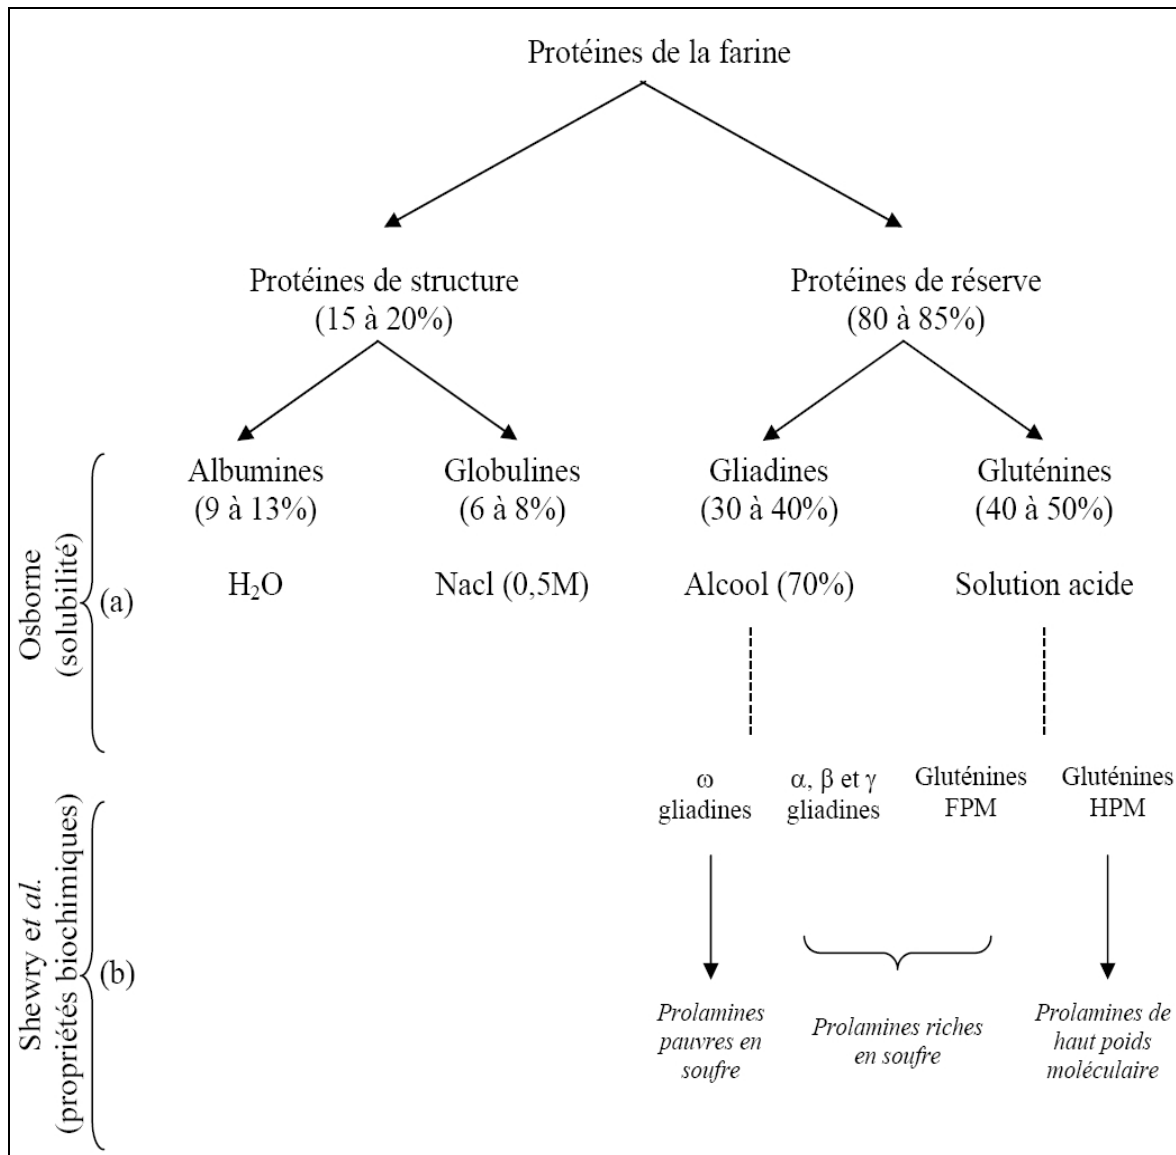 Protéines de la farine
Protéines de structure
(15 à 20%)
Protéines de réserve
(80 à 85%)
Osborne
(solubilité)
(a)
Albumines
(9 à 13%)
H₂O
Globulines
(6 à 8%)
Nacl (0,5M)
Gliadines
(30 à 40%)
Alcool (70%)
Gluténines
(40 à 50%)
Solution acide
Shewry et al.
(propriétés biochimiques)
(b)
ω
gliadines
α, β et γ
gliadines
Gluténines
FPM
Gluténines
HPM
Prolamines
pauvres en
soufre
Prolamines riches
en soufre
Prolamines de
haut poids
moléculaire